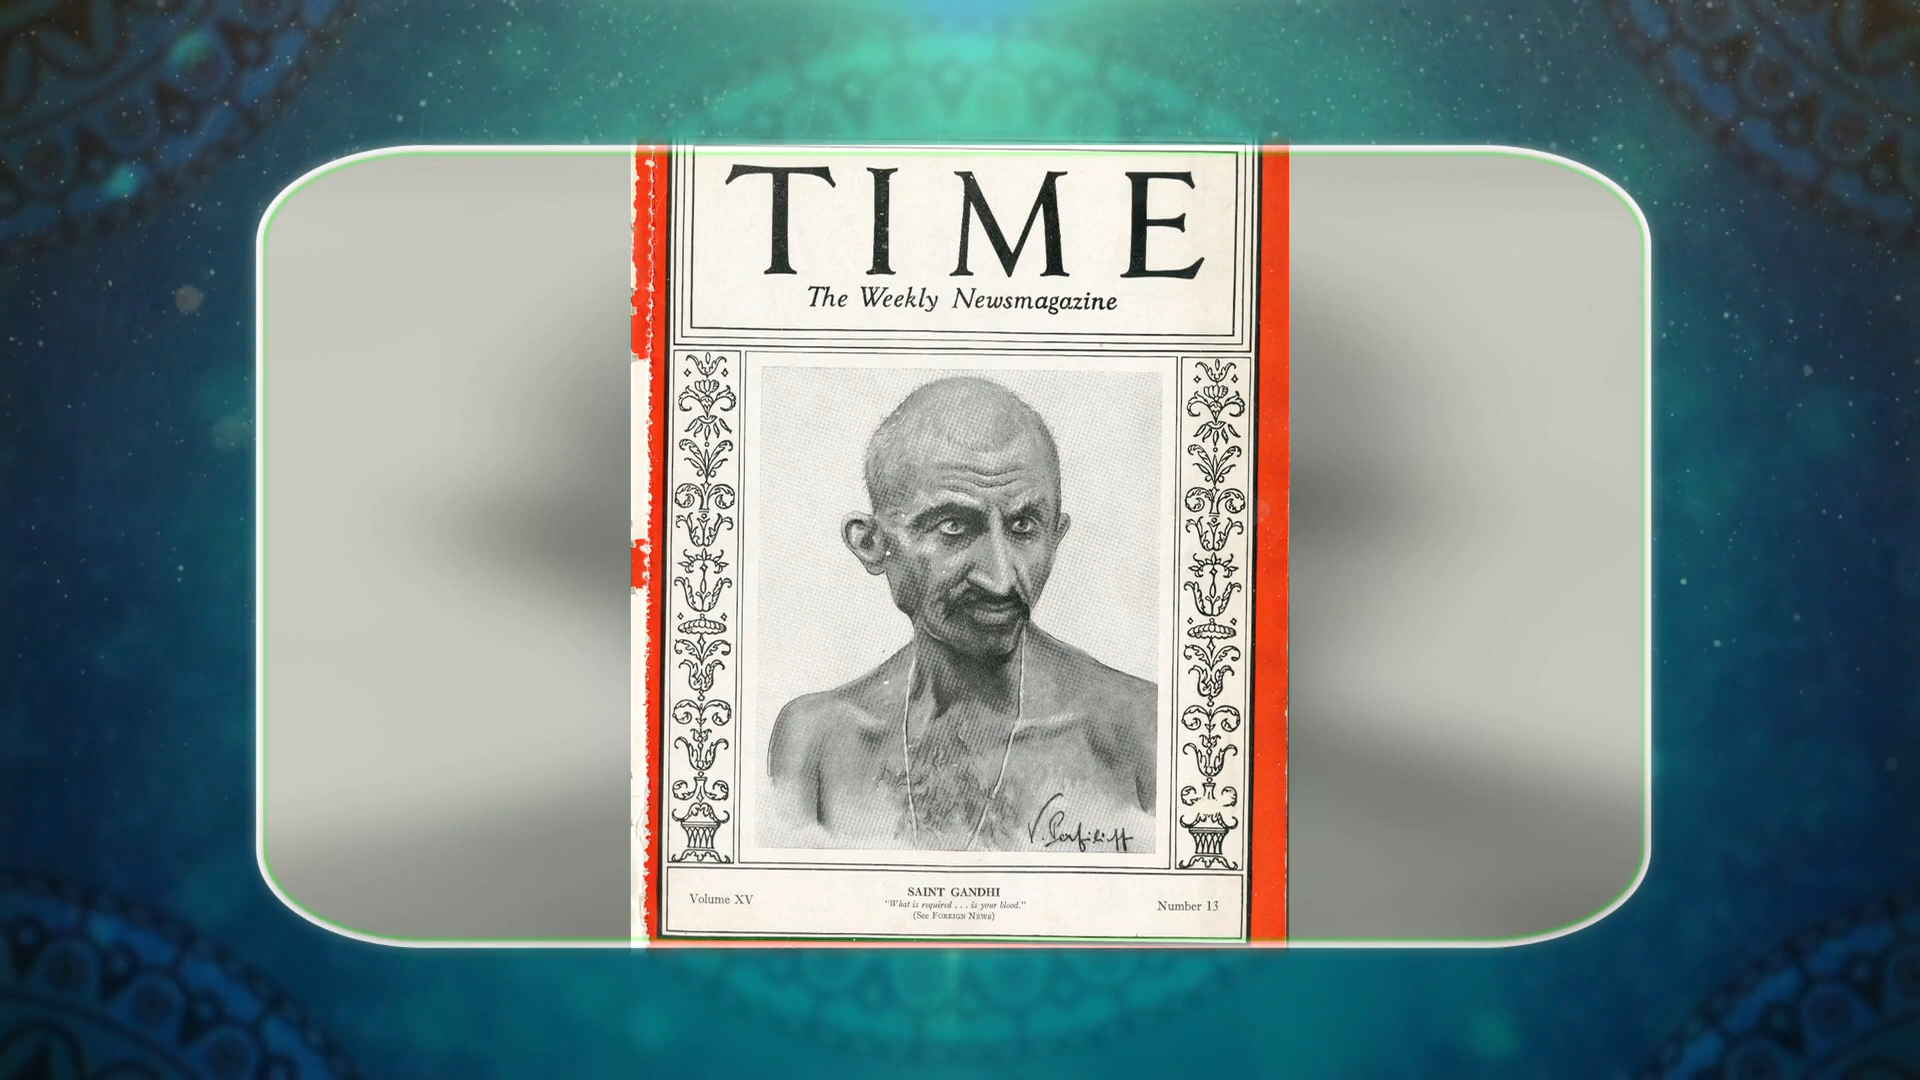 TIME
The Weekly Newsmagazine
V. Perfilieff
Volume XV
SAINT GANDHI
"What is required . . . is your blood."
(See FOREIGN NEWS)
Number 13